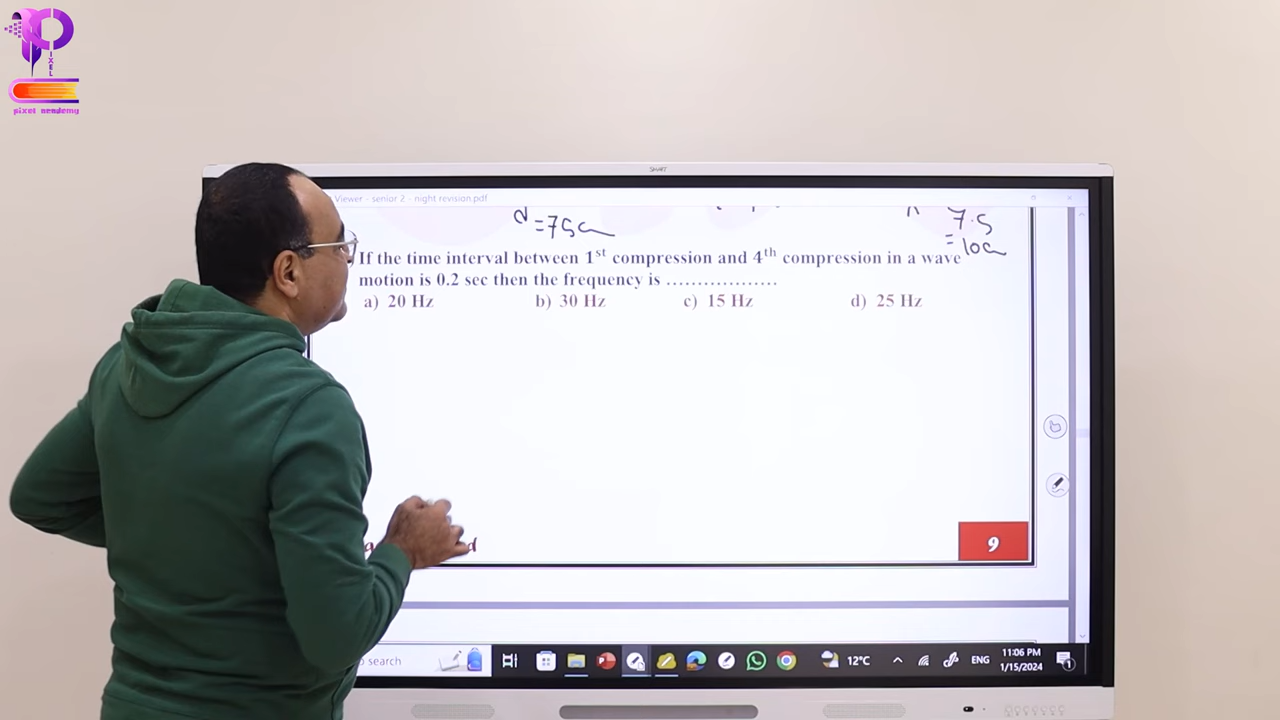 PIXEL
pixel academy
SMART
Viewer - senior 2 - night revision.pdf
=75cm
7.5
=10cm
If the time interval between 1st compression and 4th compression in a wave
motion is 0.2 sec then the frequency is ………………
a) 20 Hz b) 30 Hz c) 15 Hz d) 25 Hz
9
search
12°C
ENG
11:06 PM
1/15/2024